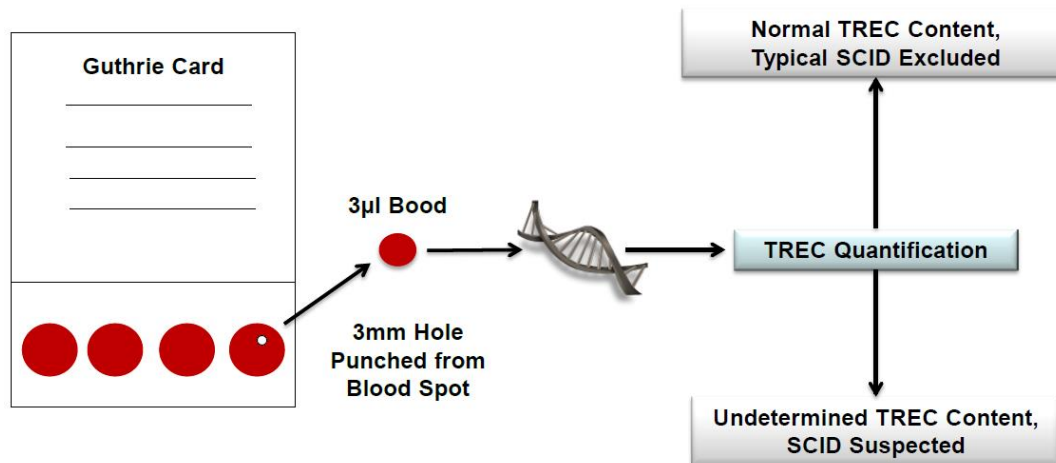 Guthrie Card
3µl Bood
3mm Hole
Punched from
Blood Spot
TREC Quantification
Normal TREC Content,
Typical SCID Excluded
Undetermined TREC Content,
SCID Suspected